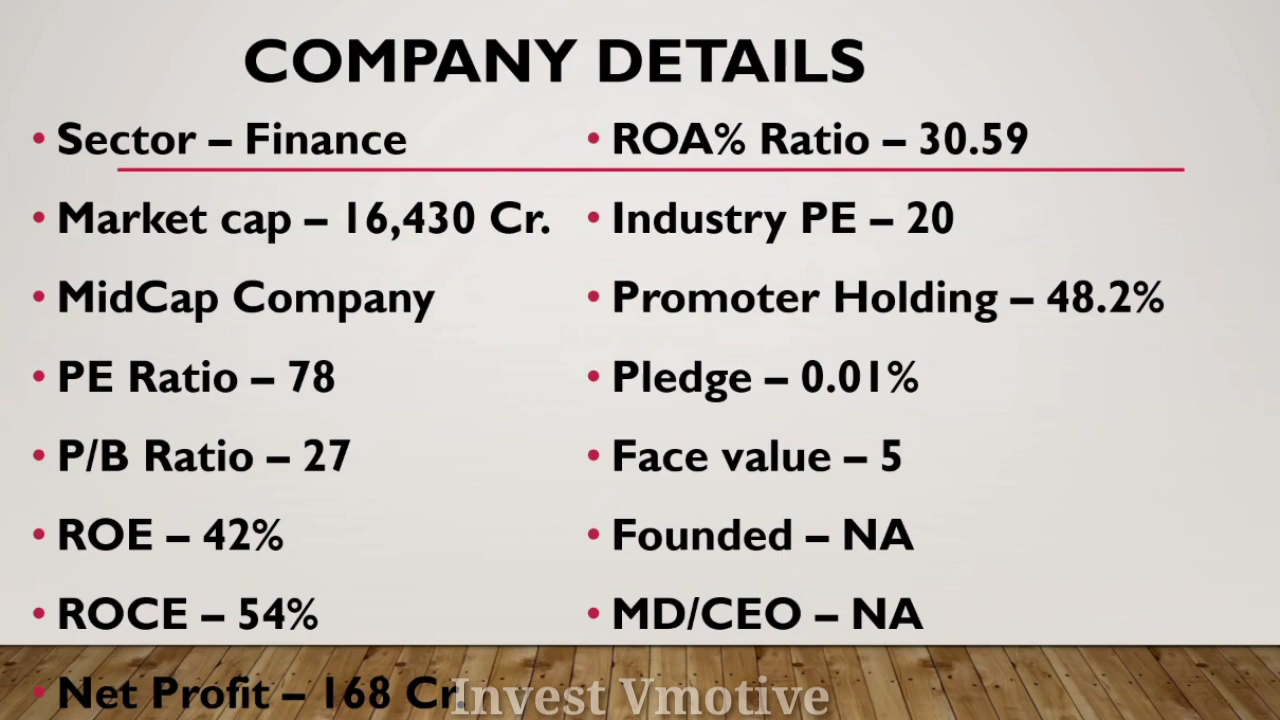 COMPANY DETAILS
• Sector – Finance
• Market cap – 16,430 Cr.
• MidCap Company
• PE Ratio – 78
• P/B Ratio – 27
• ROE – 42%
• ROCE – 54%
• Net Profit – 168 Cr.
• ROA% Ratio – 30.59
• Industry PE – 20
• Promoter Holding – 48.2%
• Pledge – 0.01%
• Face value – 5
• Founded – NA
• MD/CEO – NA
Invest Vmotive